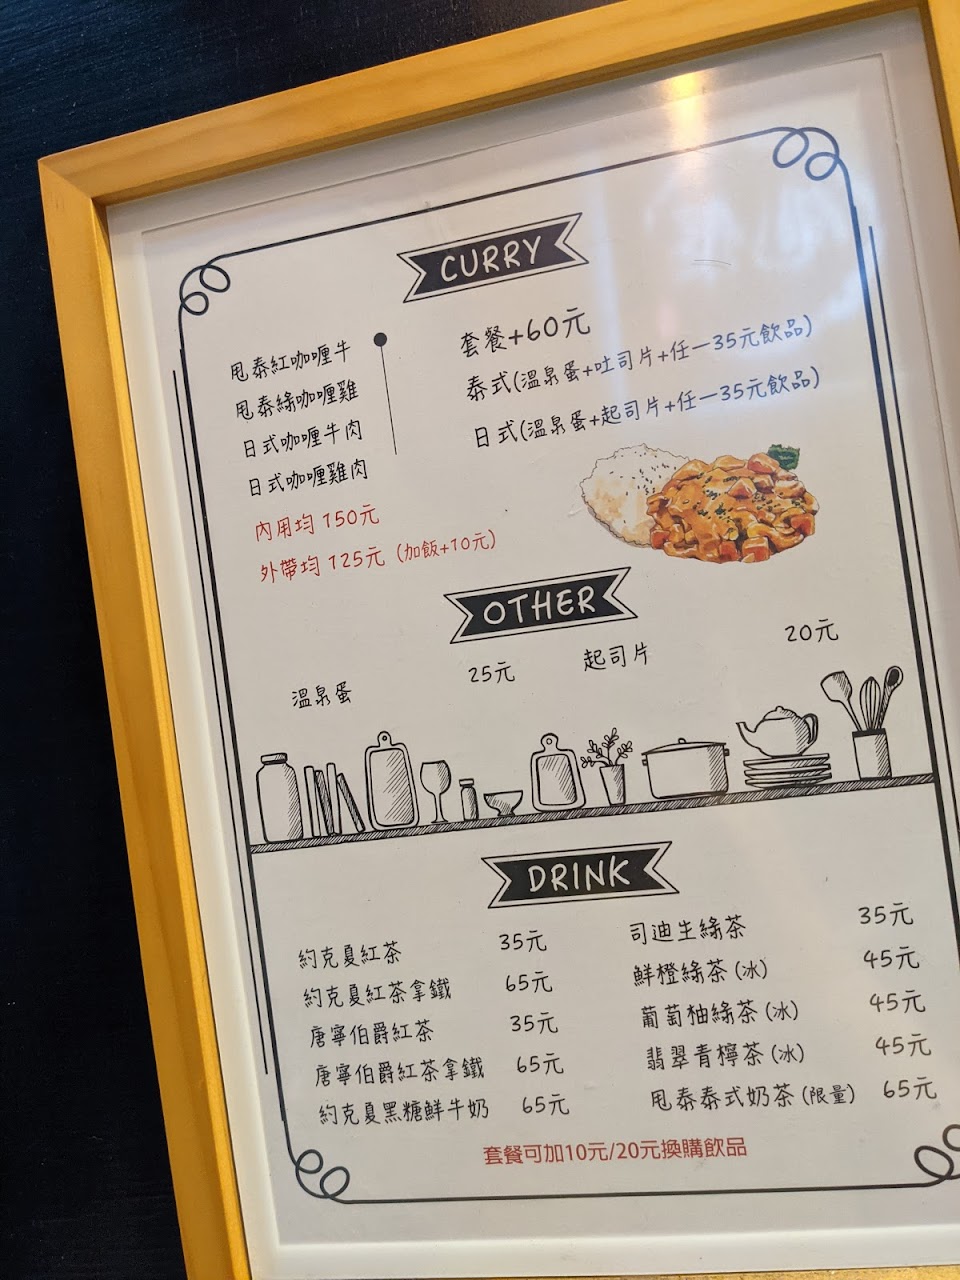 CURRY
甩泰紅咖喱牛
甩泰綠咖喱雞
日式咖喱牛肉
日式咖喱雞肉
內用均 150元
外帶均 125元 (加飯+10元)
套餐+60元
泰式(溫泉蛋+吐司片+任一35元飲品)
日式(溫泉蛋+起司片+任一35元飲品)
OTHER
溫泉蛋 25元 起司片 20元
DRINK
約克夏紅茶 35元
約克夏紅茶拿鐵 65元
唐寧伯爵紅茶 35元
唐寧伯爵紅茶拿鐵 65元
約克夏黑糖鮮牛奶 65元
司迪生綠茶 35元
鮮橙綠茶(冰) 45元
葡萄柚綠茶(冰) 45元
翡翠青檸茶(冰) 45元
甩泰泰式奶茶(限量) 65元
套餐可加10元/20元換購飲品